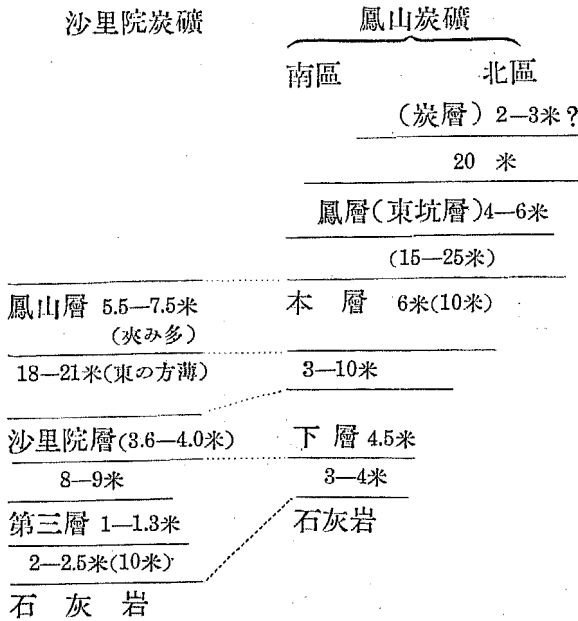 沙里院炭礦 鳳山炭礦
南區 北區
(炭層) 2—3米?
20 米
鳳層(東坑層)4—6米
(15—25米)
鳳山層 5.5—7.5米 本層 6米(10米)
(夾み多)
18—21米(東の方薄) 3—10米
沙里院層(3.6—4.0米) 下層 4.5米
8—9米 3—4米
第三層 1—1.3米 石灰岩
2—2.5米(10米)
石灰岩